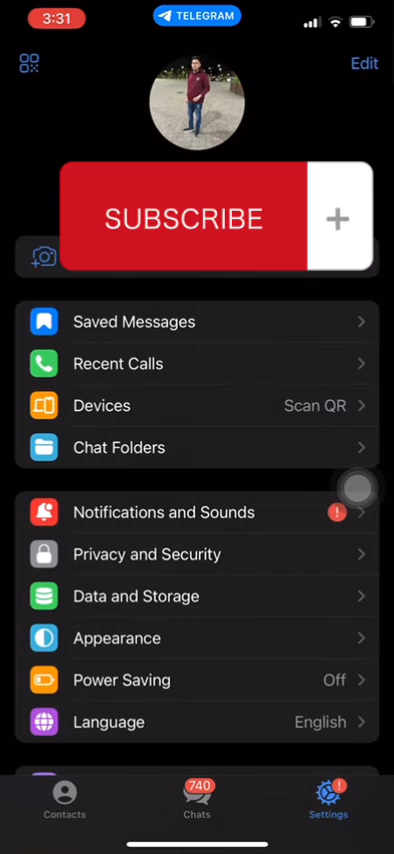 3:31
TELEGRAM
Edit
SUBSCRIBE +
Saved Messages
Recent Calls
Devices Scan QR
Chat Folders
Notifications and Sounds !
Privacy and Security
Data and Storage
Appearance
Power Saving Off
Language English
740 !
Contacts Chats Settings